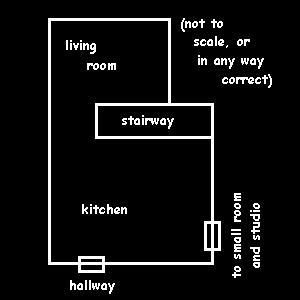 (not to
scale, or
in any way
correct)
living
room
stairway
kitchen
to small room
and studio
hallway